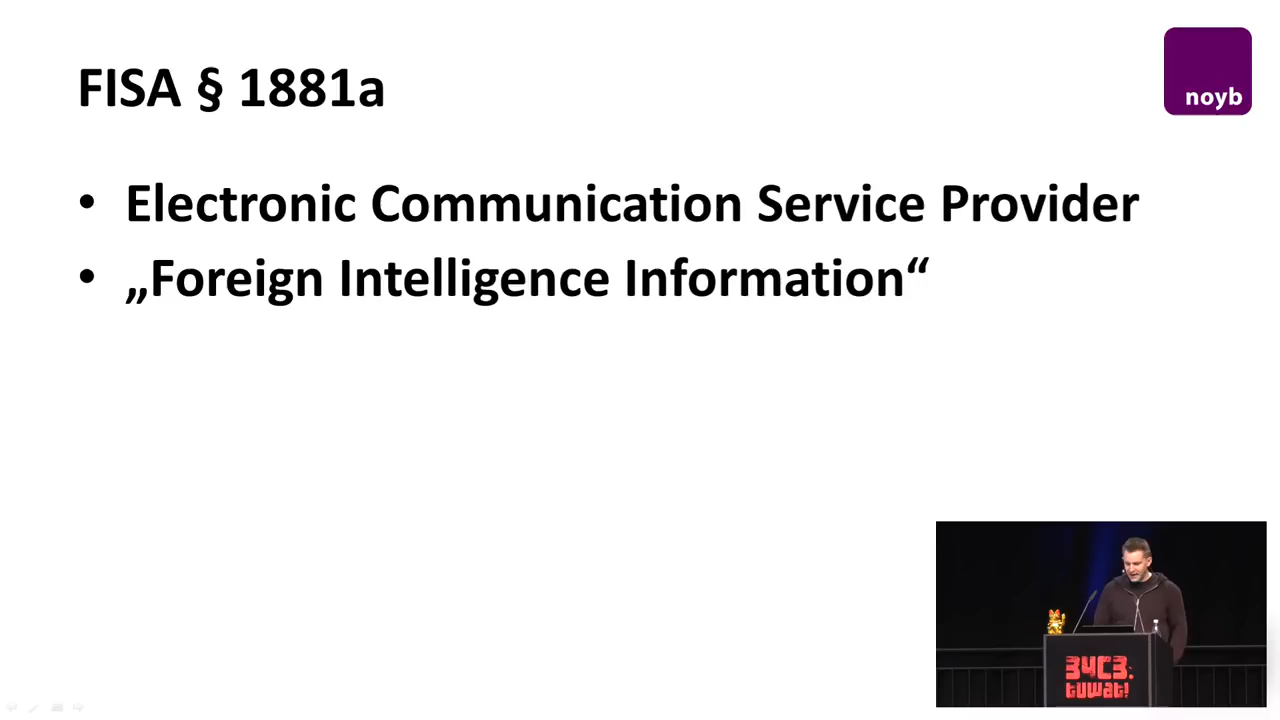 FISA § 1881a
noyb
• Electronic Communication Service Provider
• „Foreign Intelligence Information“
34C3.
tuwat!